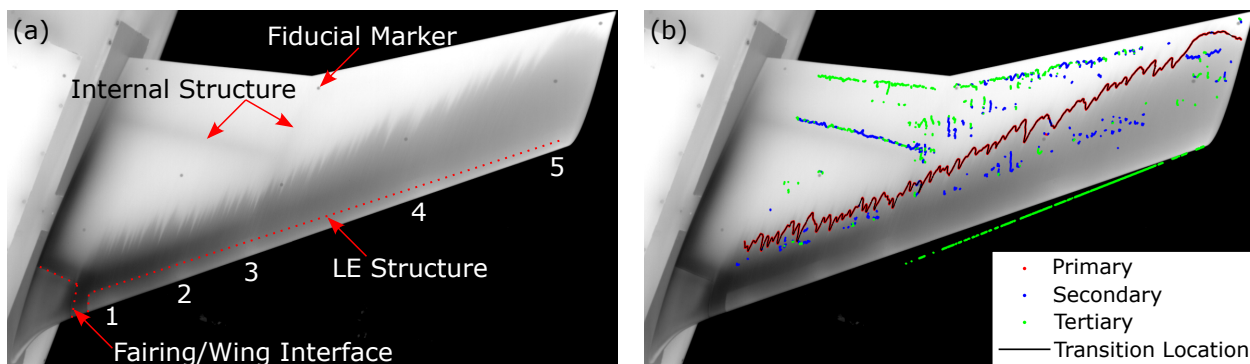 (a)
Fiducial Marker
Internal Structure
5
4
3
LE Structure
2
1
Fairing/Wing Interface
(b)
Primary
Secondary
Tertiary
Transition Location